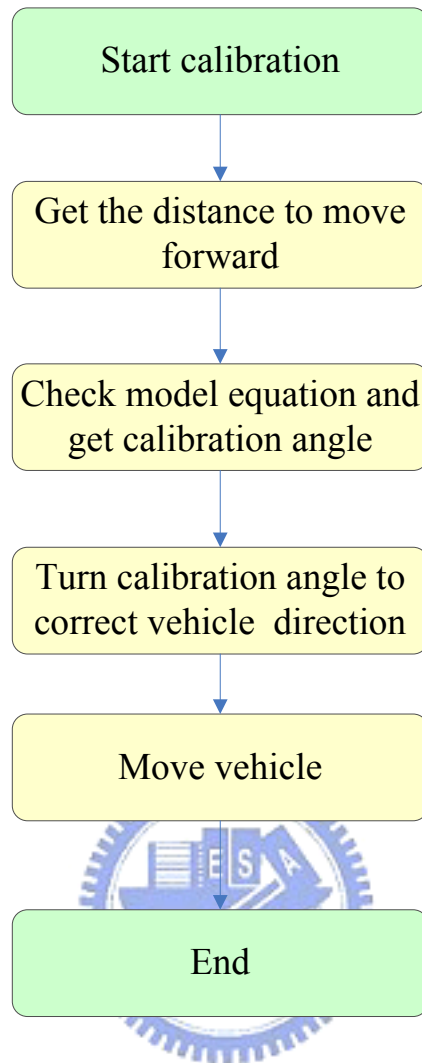 Start calibration
Get the distance to move
forward
Check model equation and
get calibration angle
Turn calibration angle to
correct vehicle  direction
Move vehicle
E S A
End